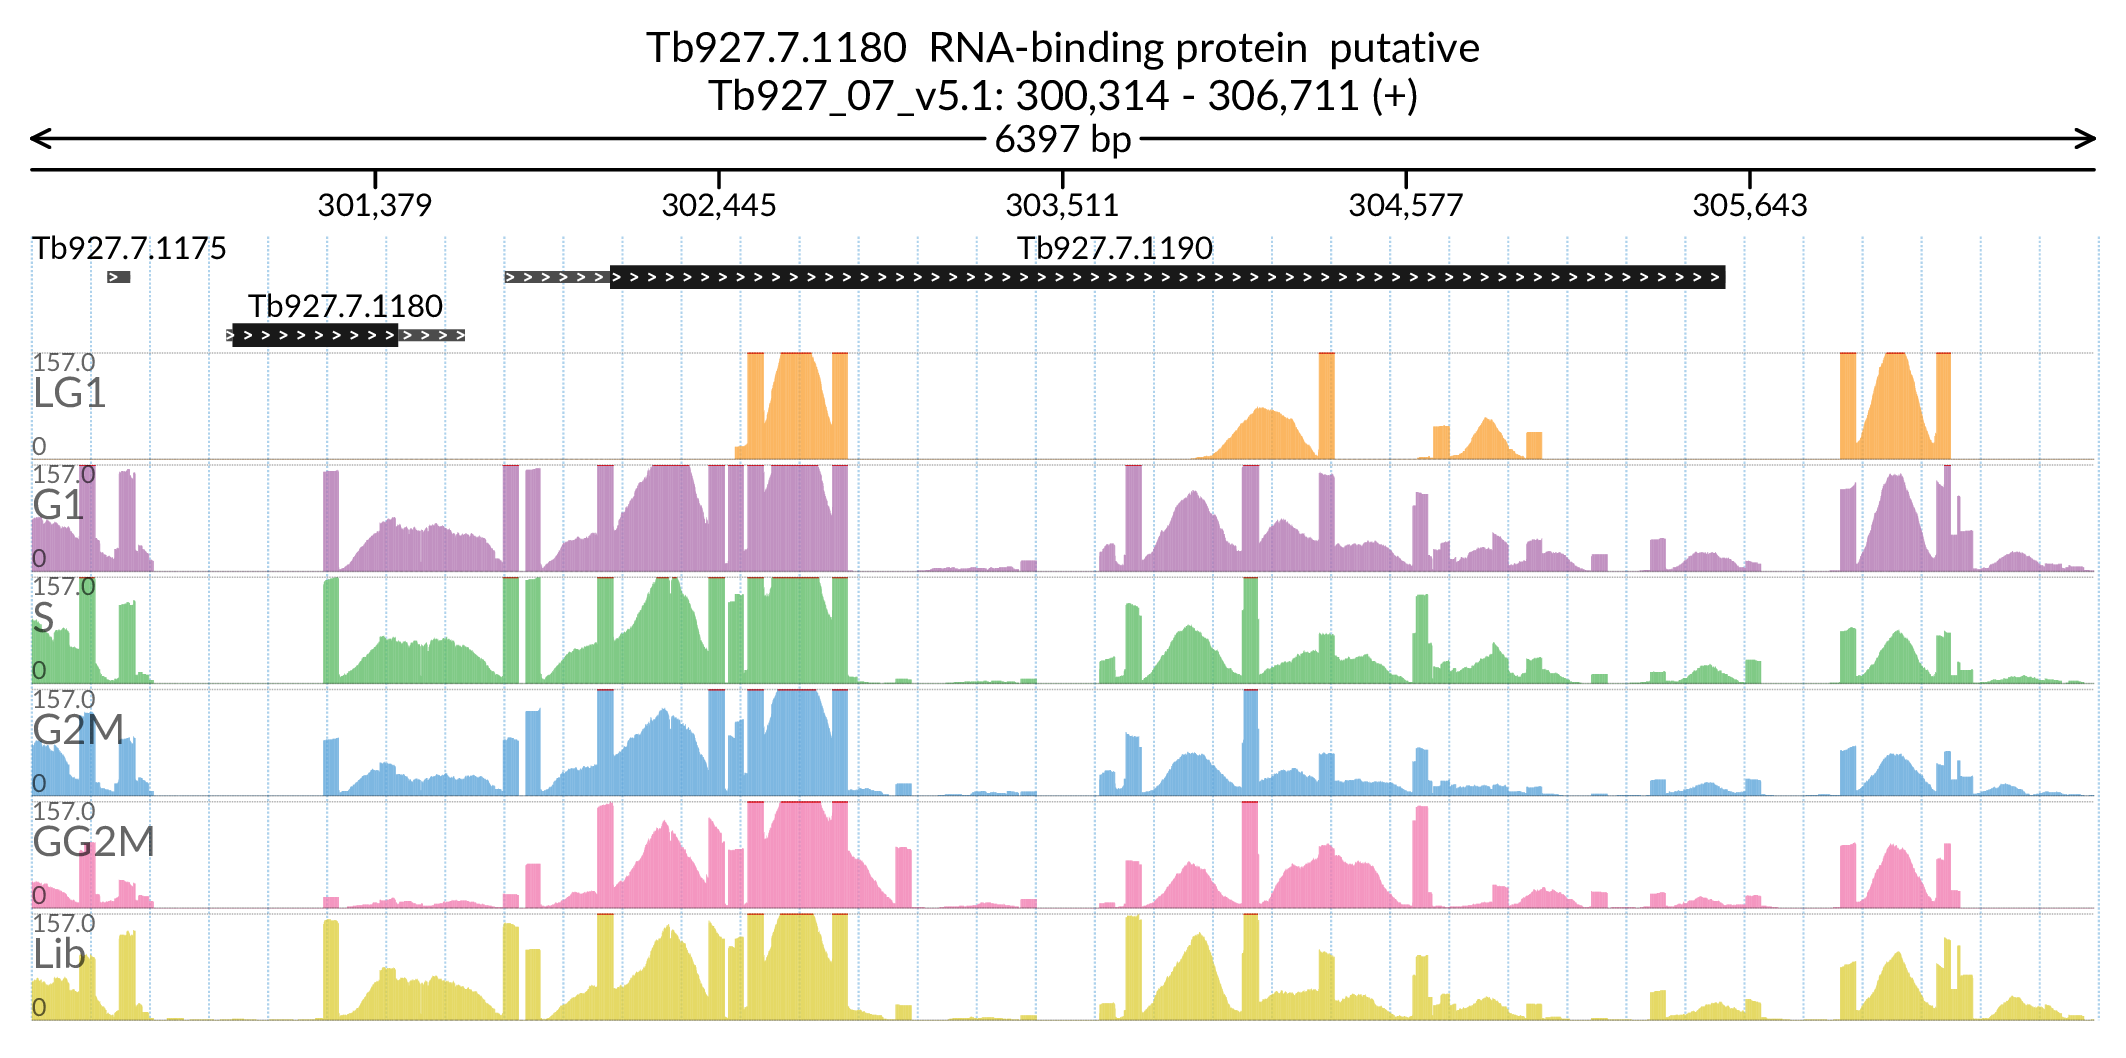 Tb927.7.1180 RNA-binding protein putative
Tb927_07_v5.1: 300,314 - 306,711 (+)
6397 bp
301,379 302,445 303,511 304,577 305,643
Tb927.7.1175 Tb927.7.1190
Tb927.7.1180
157.0
LG1
0
157.0
G1
0
157.0
S
0
157.0
G2M
0
157.0
GG2M
0
157.0
Lib
0